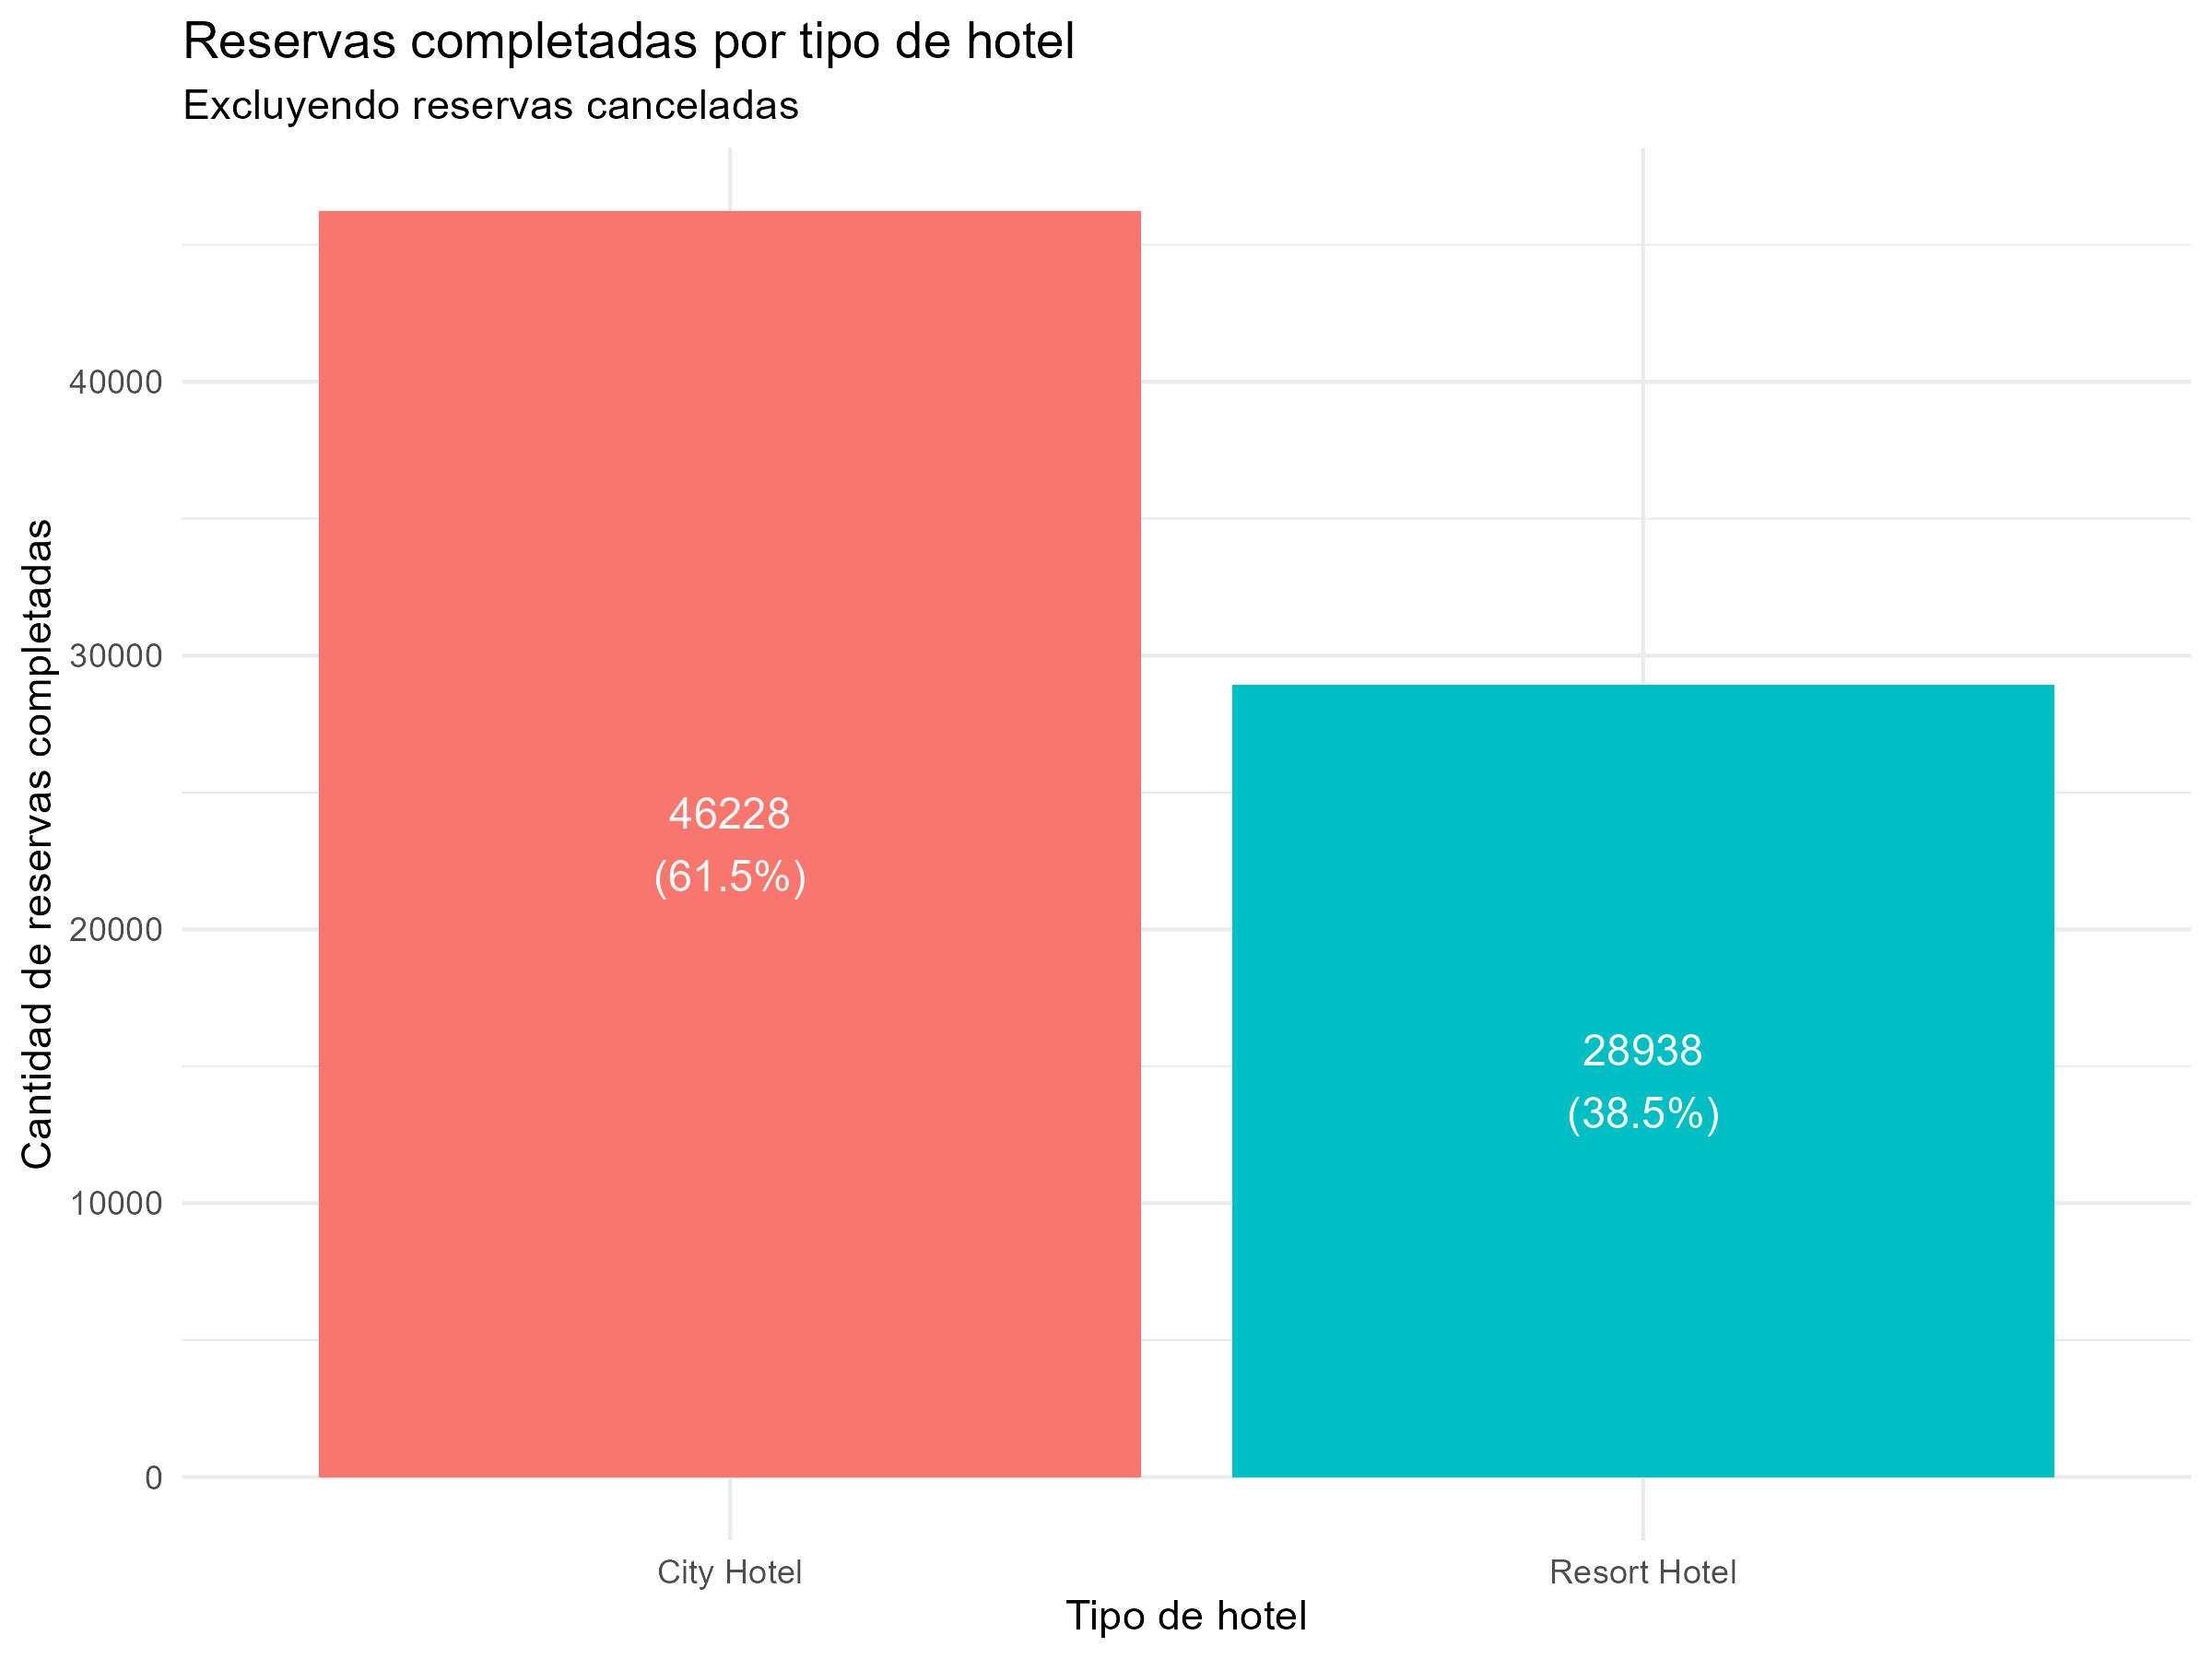 Reservas completadas por tipo de hotel
Excluyendo reservas canceladas
Cantidad de reservas completadas
40000
30000
20000
10000
0
46228
(61.5%)
28938
(38.5%)
City Hotel
Resort Hotel
Tipo de hotel